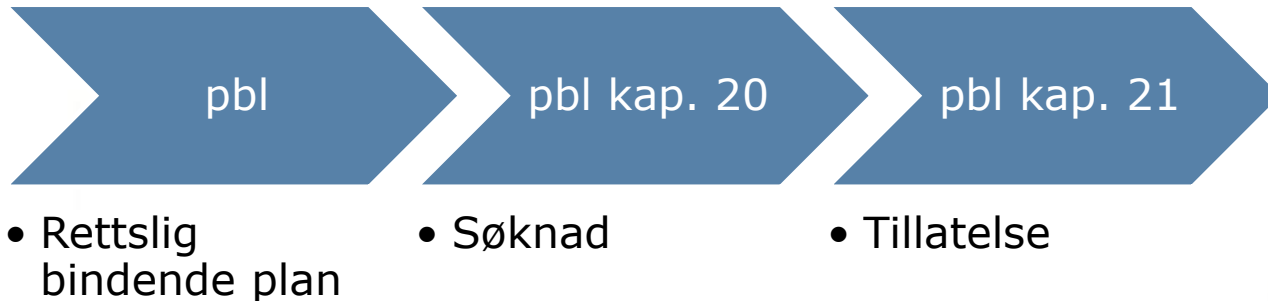 pbl
pbl kap. 20
pbl kap. 21
• Rettslig
bindende plan
• Søknad
• Tillatelse